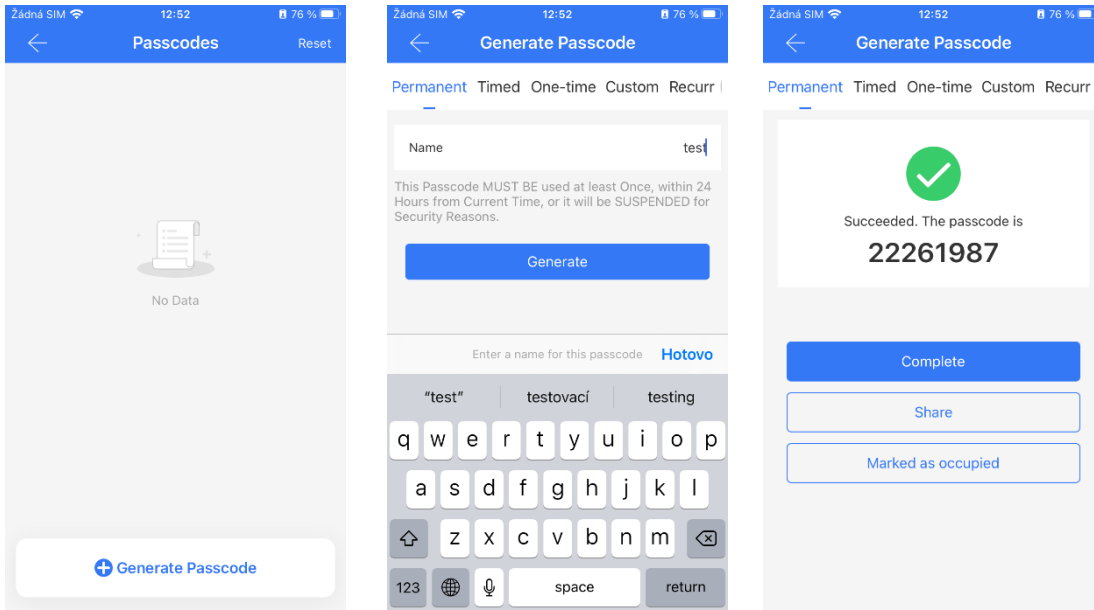 Žádná SIM 12:52 76 %
Passcodes Reset
No Data
Generate Passcode
Žádná SIM 12:52 76 %
Generate Passcode
Permanent Timed One-time Custom Recurr
Name test
This Passcode MUST BE used at least Once, within 24
Hours from Current Time, or it will be SUSPENDED for
Security Reasons.
Generate
Enter a name for this passcode Hotovo
“test” testovací testing
q w e r t y u i o p
a s d f g h j k l
z x c v b n m
123 space return
Žádná SIM 12:52 76 %
Generate Passcode
Permanent Timed One-time Custom Recurr
Succeeded. The passcode is
22261987
Complete
Share
Marked as occupied